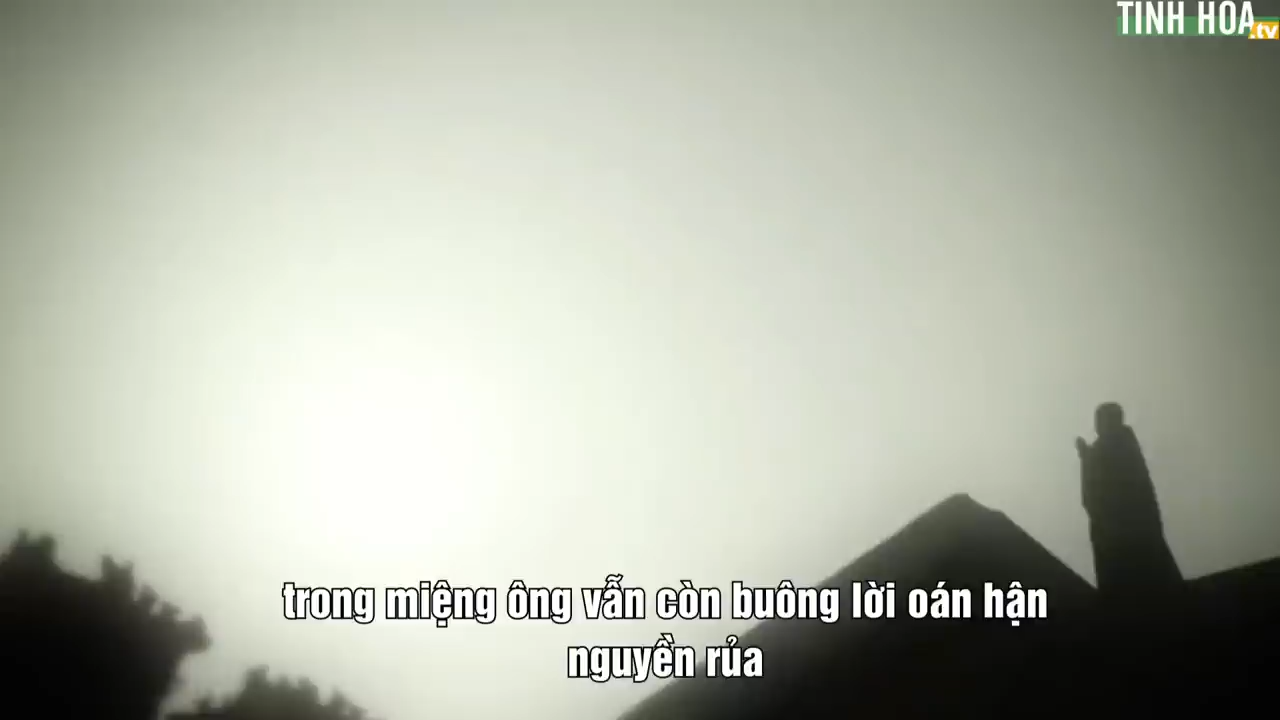 TINH HOA
.tv
trong miệng ông vẫn còn buông lời oán hận
nguyền rủa